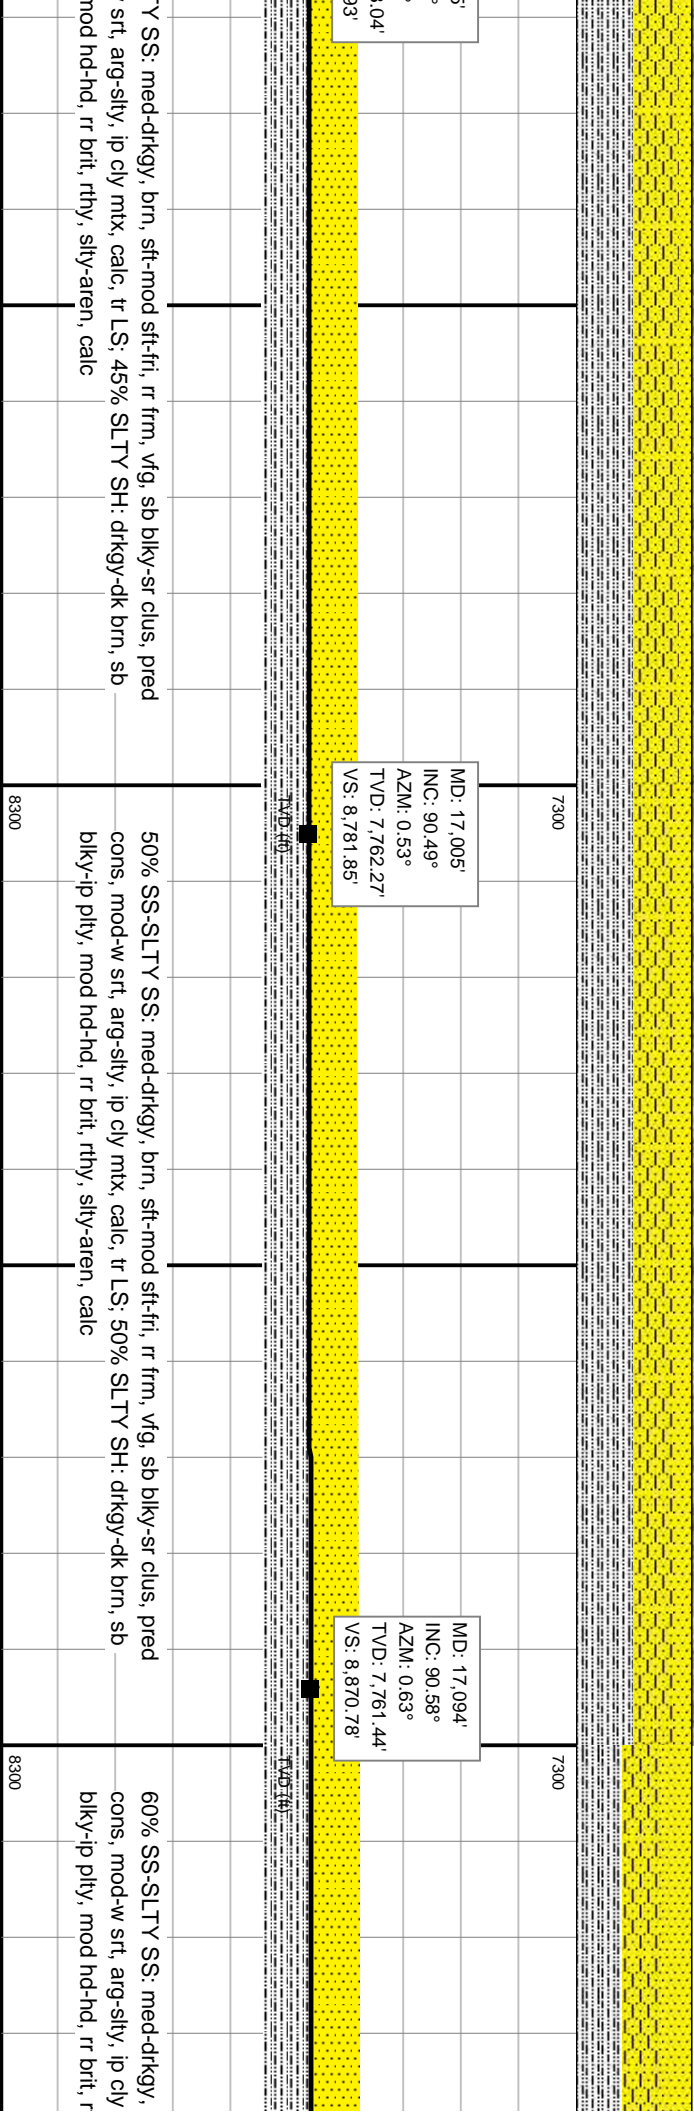 5'
°
°
3.04'
93'
TY SS: med-drkgy, brn, sft-mod sft-fri, rr frm, vfg, sb blky-sr clus, pred
srt, arg-slty, ip cly mtx, calc, tr LS; 45% SLTY SH: drkgy-dk brn, sb
mod hd-hd, rr brit, rthy, slty-aren, calc
7300
MD: 17,005'
INC: 90.49°
AZM: 0.53°
TVD: 7,762.27'
VS: 8,781.85'
TVD (ft)
8300
50% SS-SLTY SS: med-drkgy, brn, sft-mod sft-fri, rr frm, vfg, sb blky-sr clus, pred
cons, mod-w srt, arg-slty, ip cly mtx, calc, tr LS; 50% SLTY SH: drkgy-dk brn, sb
blky-ip plty, mod hd-hd, rr brit, rthy, slty-aren, calc
MD: 17,094'
INC: 90.58°
AZM: 0.63°
TVD: 7,761.44'
VS: 8,870.78'
7300
TVD (ft)
8300
60% SS-SLTY SS: med-drkgy,
cons, mod-w srt, arg-slty, ip cly
blky-ip plty, mod hd-hd, rr brit, r